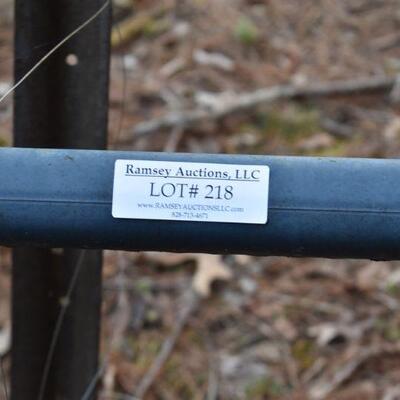 Ramsey Auctions, LLC
LOT# 218
www.RAMSEYAUCTIONSLLC.com
828-713-4671